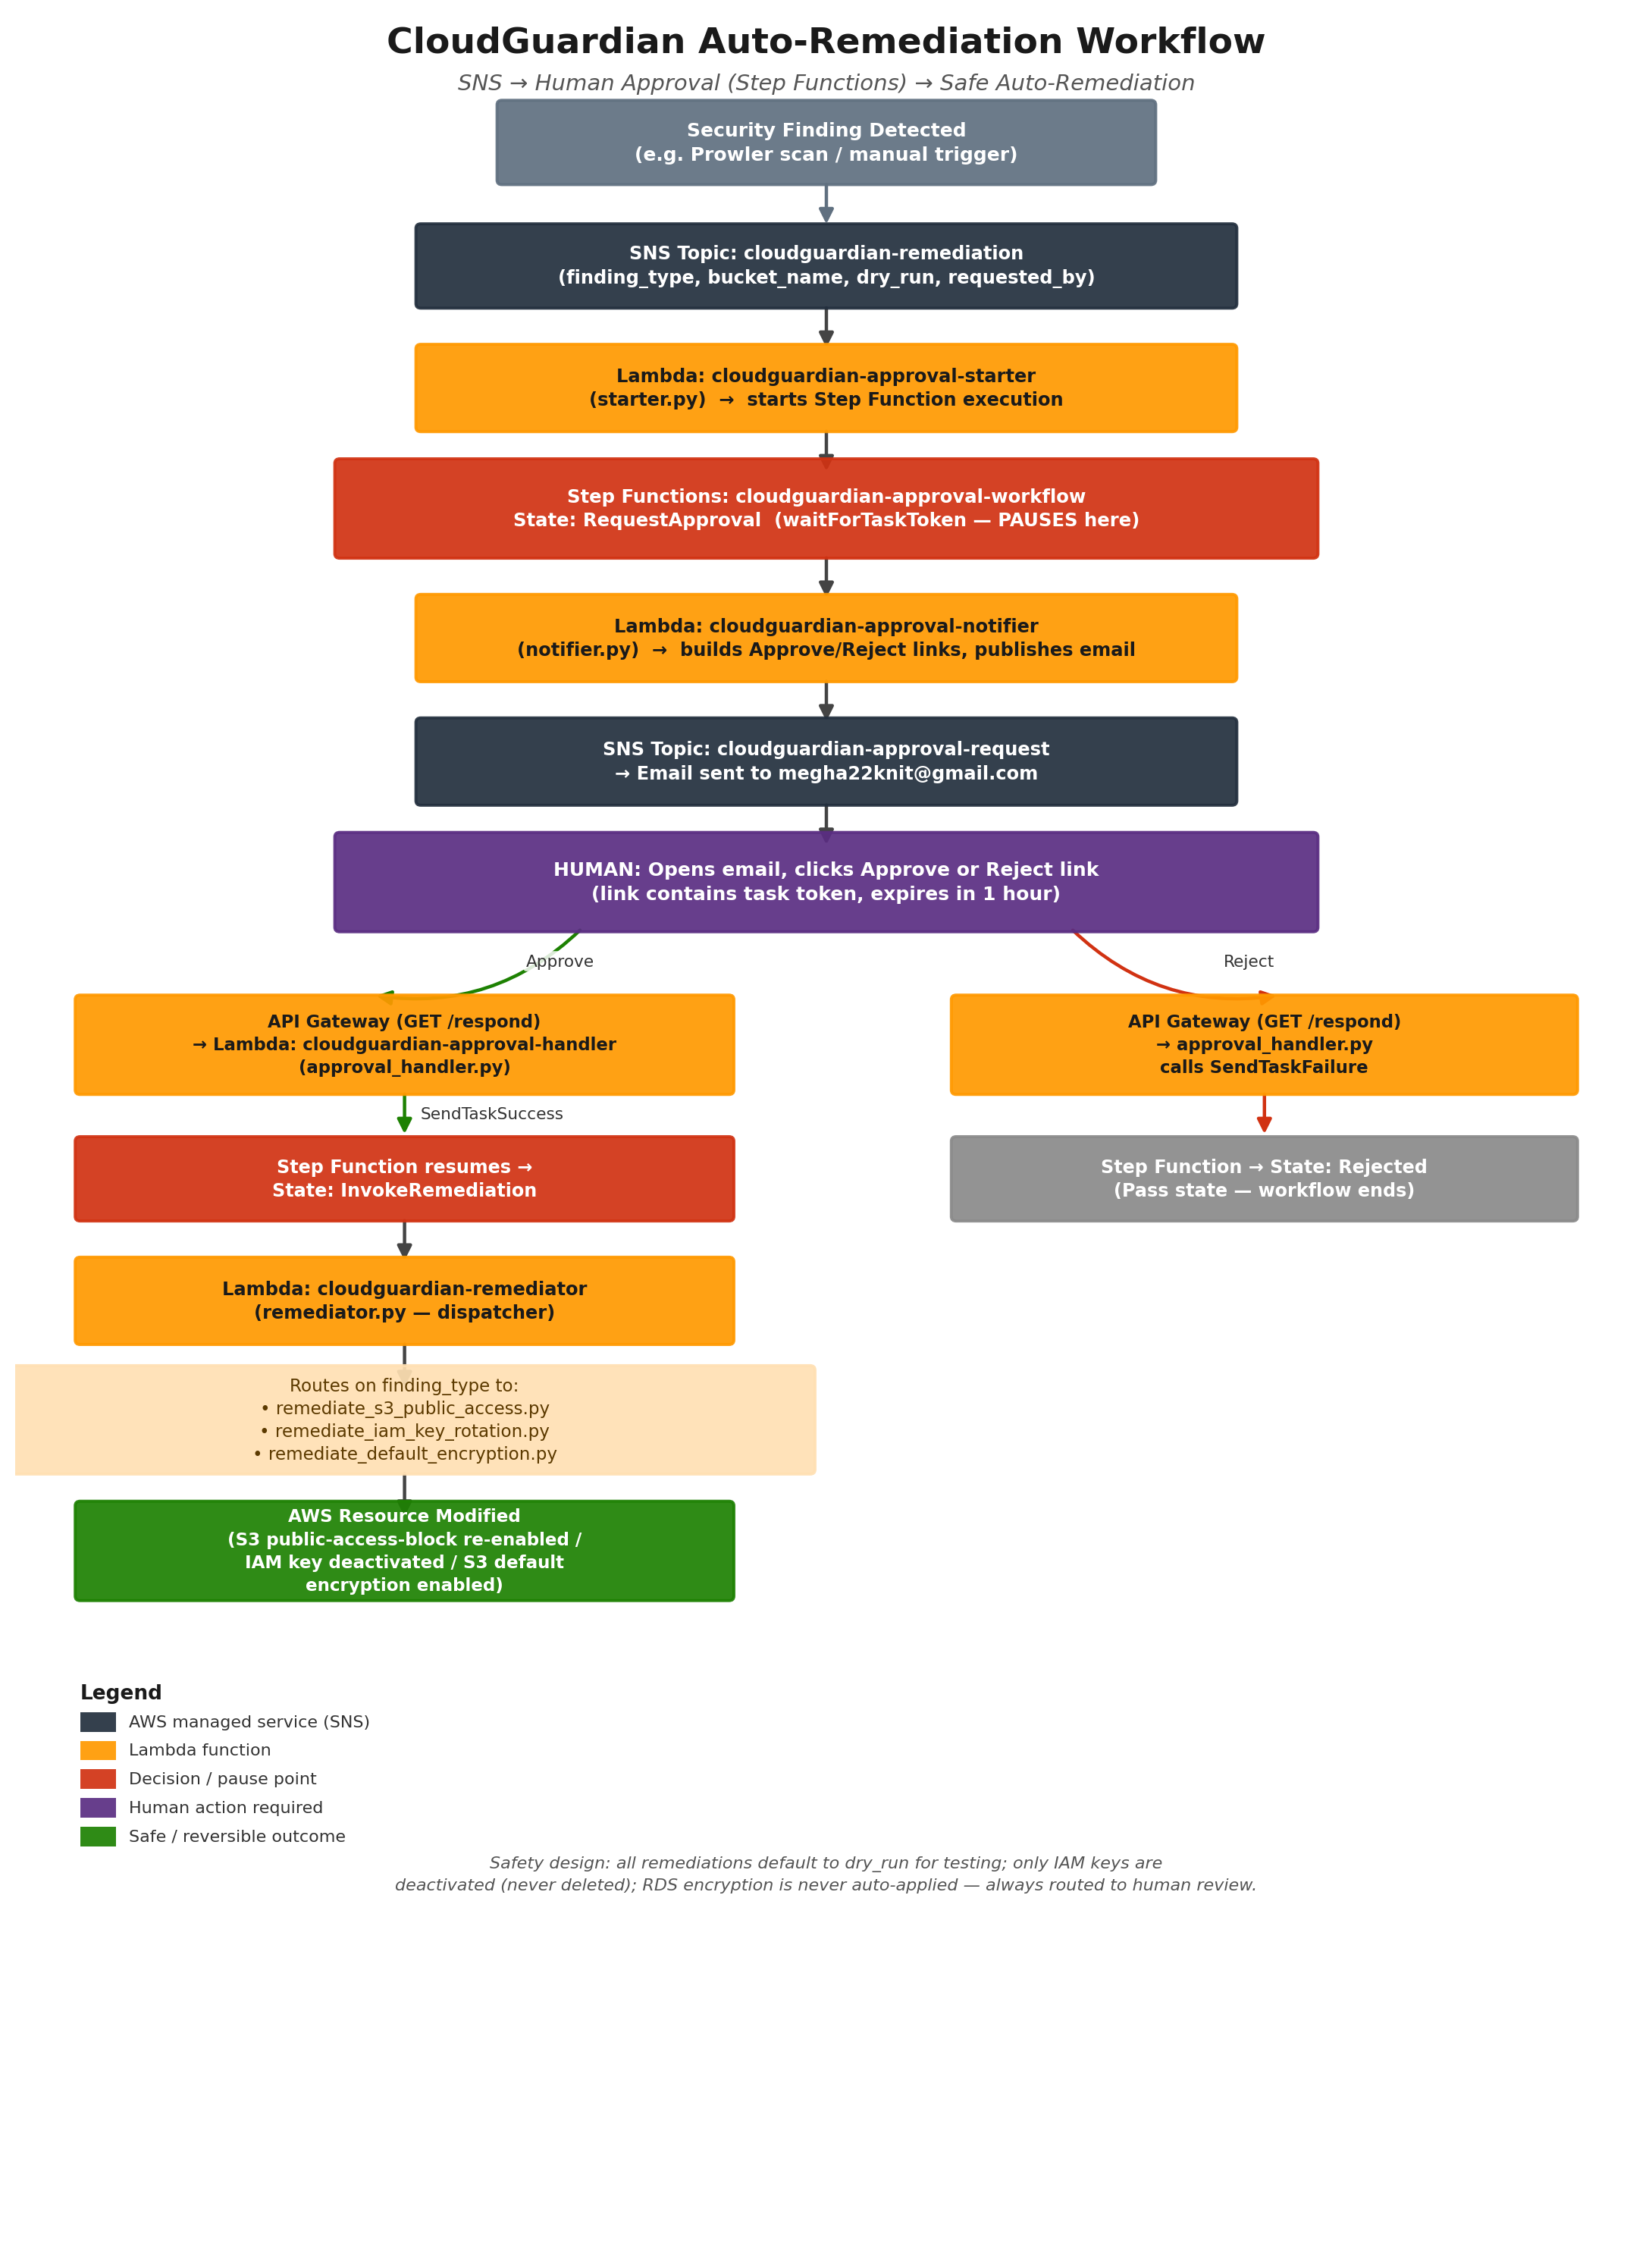 CloudGuardian Auto-Remediation Workflow
SNS → Human Approval (Step Functions) → Safe Auto-Remediation
Security Finding Detected
(e.g. Prowler scan / manual trigger)
SNS Topic: cloudguardian-remediation
(finding_type, bucket_name, dry_run, requested_by)
Lambda: cloudguardian-approval-starter
(starter.py) → starts Step Function execution
Step Functions: cloudguardian-approval-workflow
State: RequestApproval (waitForTaskToken — PAUSES here)
Lambda: cloudguardian-approval-notifier
(notifier.py) → builds Approve/Reject links, publishes email
SNS Topic: cloudguardian-approval-request
→ Email sent to megha22knit@gmail.com
HUMAN: Opens email, clicks Approve or Reject link
(link contains task token, expires in 1 hour)
Approve
Reject
API Gateway (GET /respond)
→ Lambda: cloudguardian-approval-handler
(approval_handler.py)
API Gateway (GET /respond)
→ approval_handler.py
calls SendTaskFailure
SendTaskSuccess
Step Function resumes →
State: InvokeRemediation
Step Function → State: Rejected
(Pass state — workflow ends)
Lambda: cloudguardian-remediator
(remediator.py — dispatcher)
Routes on finding_type to:
• remediate_s3_public_access.py
• remediate_iam_key_rotation.py
• remediate_default_encryption.py
AWS Resource Modified
(S3 public-access-block re-enabled /
IAM key deactivated / S3 default
encryption enabled)
Legend
AWS managed service (SNS)
Lambda function
Decision / pause point
Human action required
Safe / reversible outcome
Safety design: all remediations default to dry_run for testing; only IAM keys are
deactivated (never deleted); RDS encryption is never auto-applied — always routed to human review.